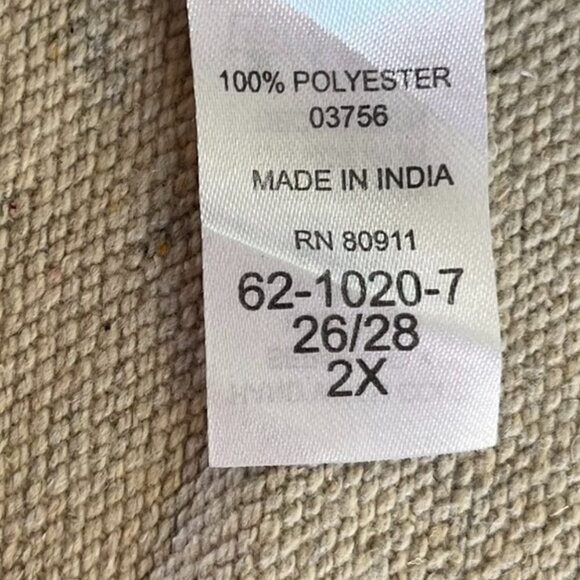 100% POLYESTER
03756
MADE IN INDIA
RN 80911
62-1020-7
26/28
2X